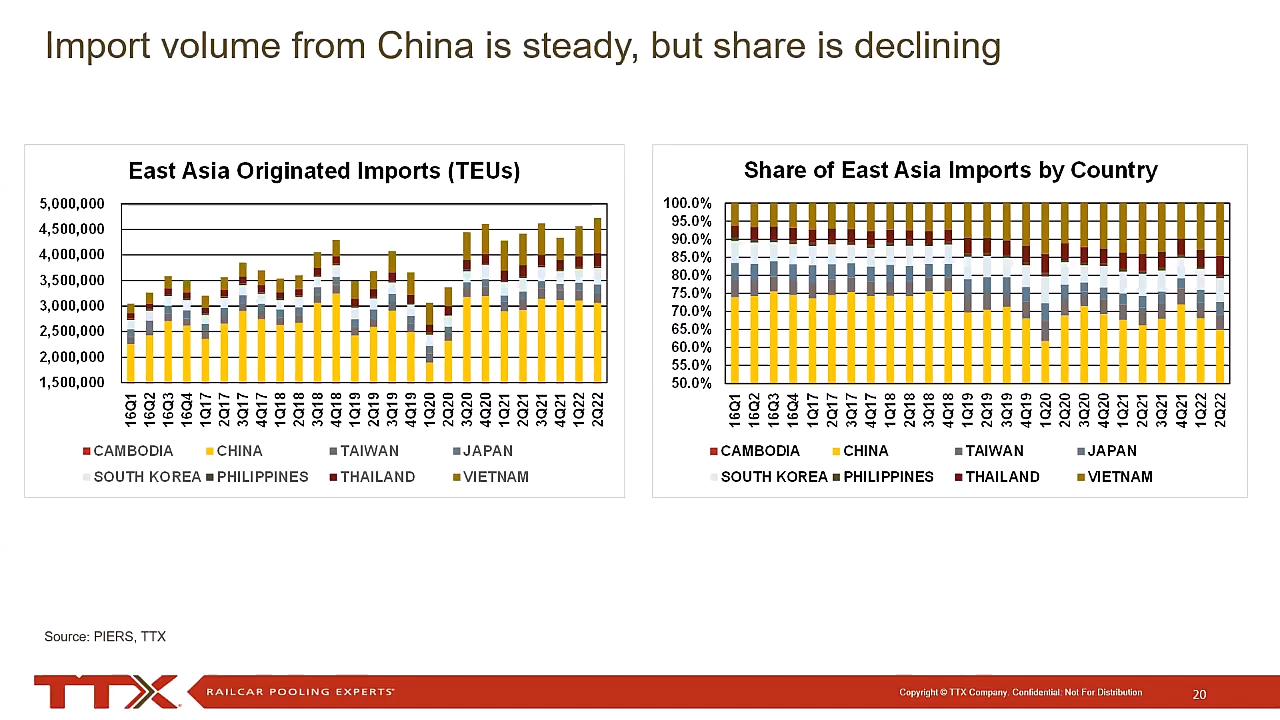 Import volume from China is steady, but share is declining
East Asia Originated Imports (TEUs)
5,000,000
4,500,000
4,000,000
3,500,000
3,000,000
2,500,000
2,000,000
1,500,000
16Q1 16Q2 16Q3 16Q4 1Q17 2Q17 3Q17 4Q17 1Q18 2Q18 3Q18 4Q18 1Q19 2Q19 3Q19 4Q19 1Q20 2Q20 3Q20 4Q20 1Q21 2Q21 3Q21 4Q21 1Q22 2Q22
CAMBODIA CHINA TAIWAN JAPAN
SOUTH KOREA PHILIPPINES THAILAND VIETNAM
Share of East Asia Imports by Country
100.0%
95.0%
90.0%
85.0%
80.0%
75.0%
70.0%
65.0%
60.0%
55.0%
50.0%
16Q1 16Q2 16Q3 16Q4 1Q17 2Q17 3Q17 4Q17 1Q18 2Q18 3Q18 4Q18 1Q19 2Q19 3Q19 4Q19 1Q20 2Q20 3Q20 4Q20 1Q21 2Q21 3Q21 4Q21 1Q22 2Q22
CAMBODIA CHINA TAIWAN JAPAN
SOUTH KOREA PHILIPPINES THAILAND VIETNAM
Source: PIERS, TTX
TTX RAILCAR POOLING EXPERTS
Copyright © TTX Company. Confidential: Not For Distribution
20